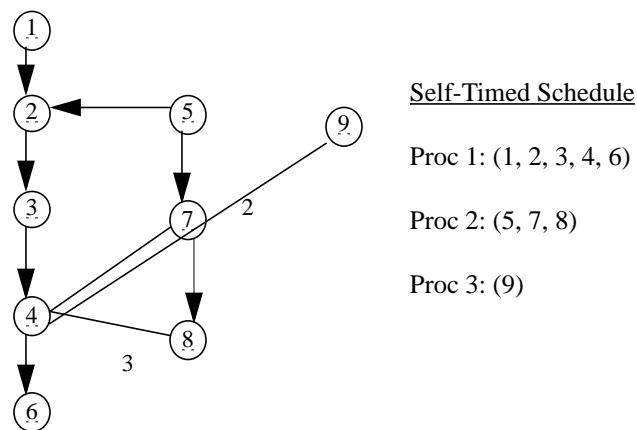 1
2
5
9
3
7
2
4
8
3
6
Self-Timed Schedule
Proc 1: (1, 2, 3, 4, 6)
Proc 2: (5, 7, 8)
Proc 3: (9)